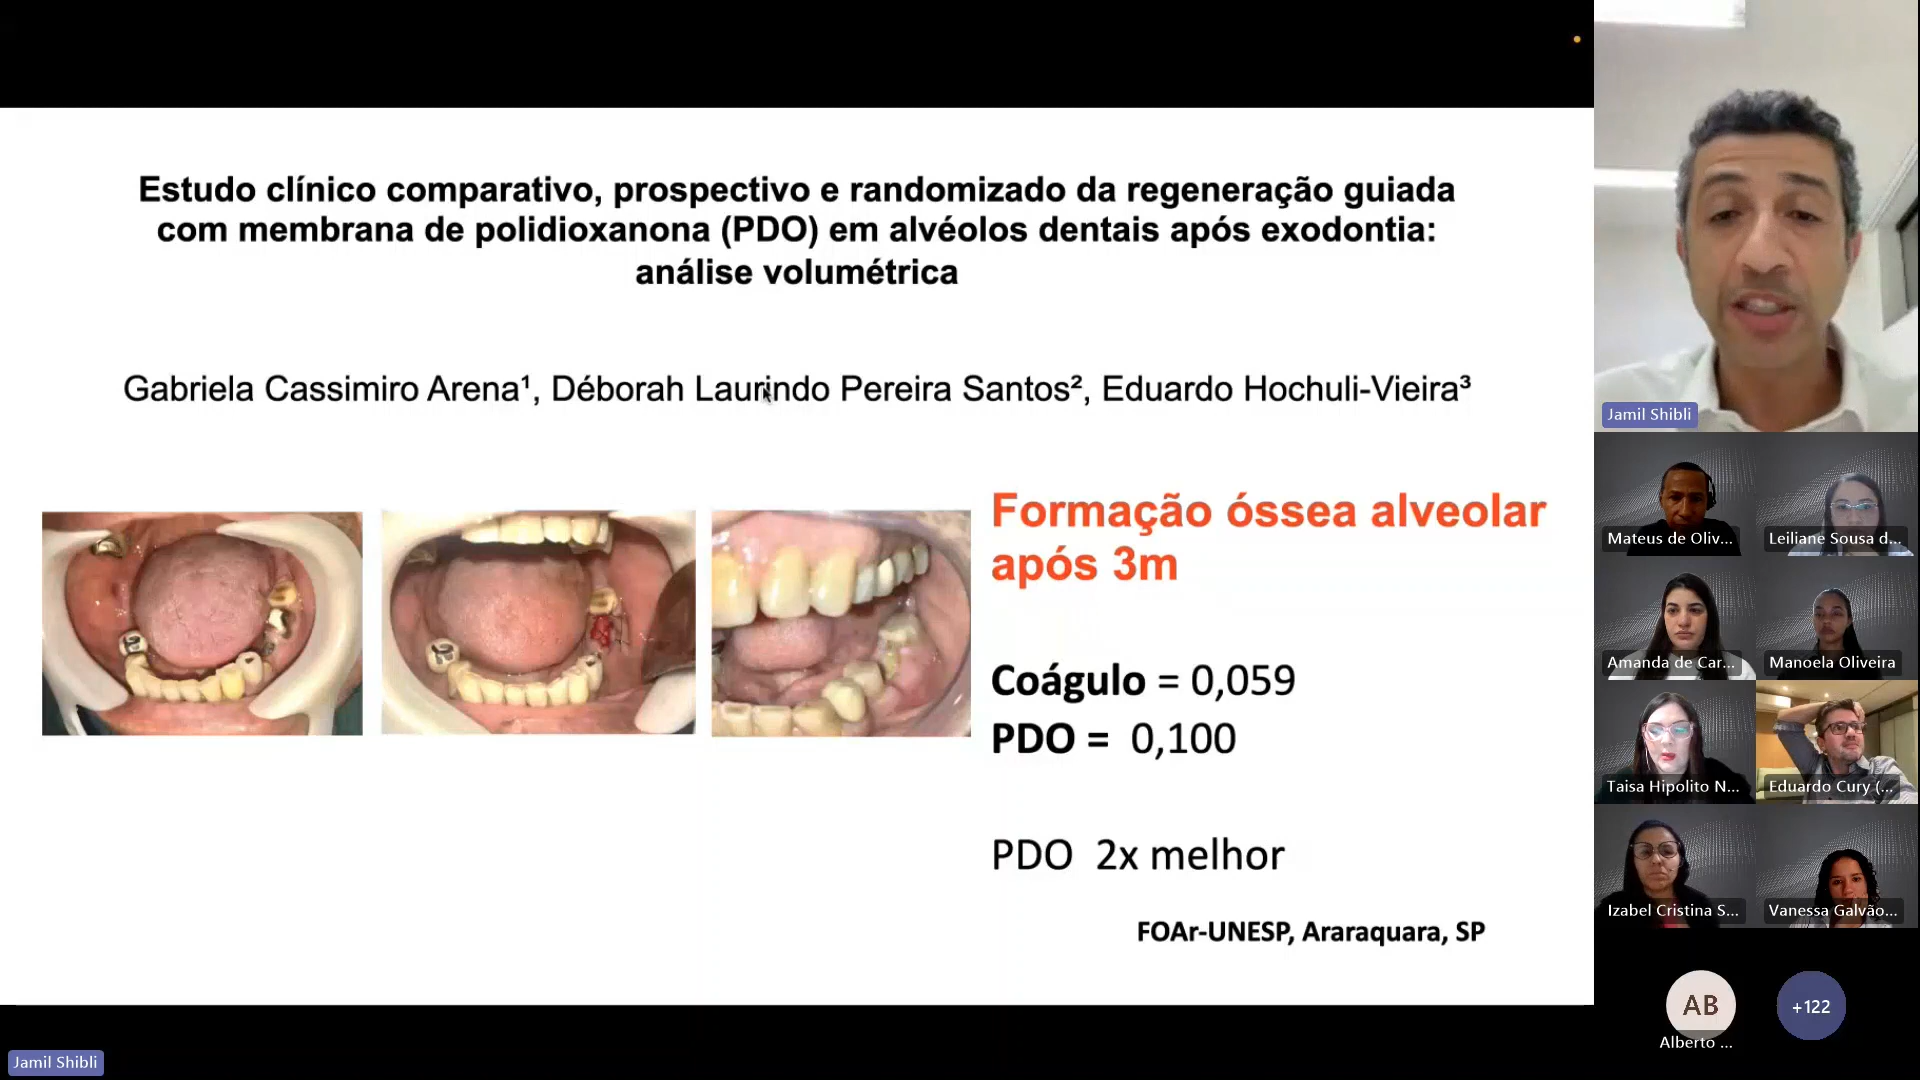 Estudo clínico comparativo, prospectivo e randomizado da regeneração guiada
com membrana de polidioxanona (PDO) em alvéolos dentais após exodontia:
análise volumétrica
Gabriela Cassimiro Arena¹, Déborah Laurindo Pereira Santos², Eduardo Hochuli-Vieira³
Formação óssea alveolar
após 3m
Coágulo = 0,059
PDO = 0,100
PDO 2x melhor
FOAr-UNESP, Araraquara, SP
Jamil Shibli
Jamil Shibli
Mateus de Oliv...
Leiliane Sousa d...
Amanda de Car...
Manoela Oliveira
Taisa Hipolito N...
Eduardo Cury (...
Izabel Cristina S...
Vanessa Galvão...
AB
+122
Alberto ...